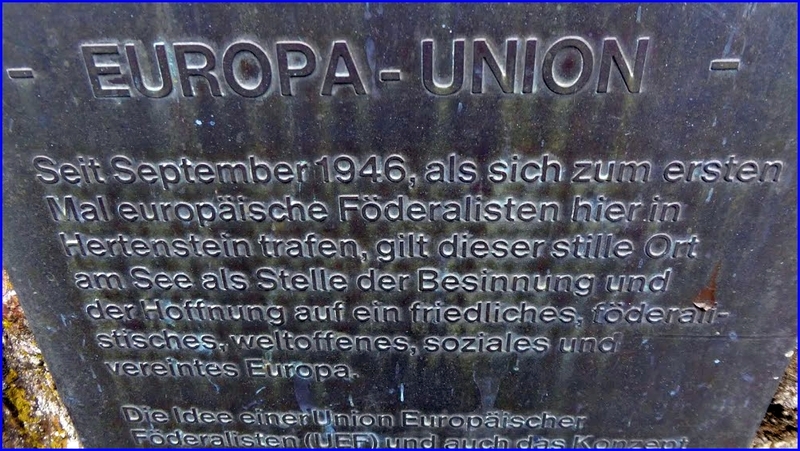 - EUROPA - UNION -
Seit September 1946, als sich zum ersten
Mal europäische Föderalisten hier in
Hertenstein trafen, gilt dieser stille Ort
am See als Stelle der Besinnung und
der Hoffnung auf ein friedliches, föderali-
stisches, weltoffenes, soziales und
vereintes Europa.
Die Idee einer Union Europäischer
Föderalisten (UEF) und auch das Konzept